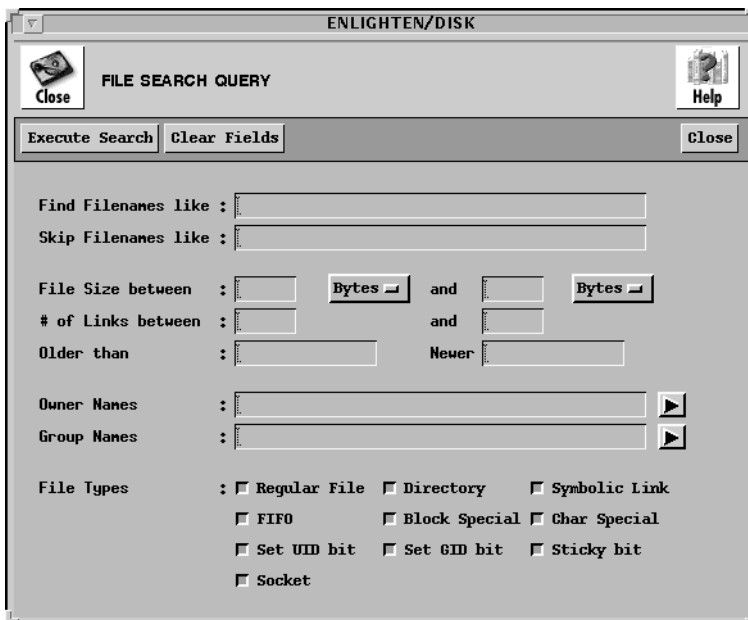 ENLIGHTEN/DISK
Close
FILE SEARCH QUERY
Help
Execute Search Clear Fields Close
Find Filenames like :
Skip Filenames like :
File Size between : Bytes and Bytes
# of Links between : and
Older than : Newer
Owner Names :
Group Names :
File Types : Regular File Directory Symbolic Link
FIFO Block Special Char Special
Set UID bit Set GID bit Sticky bit
Socket